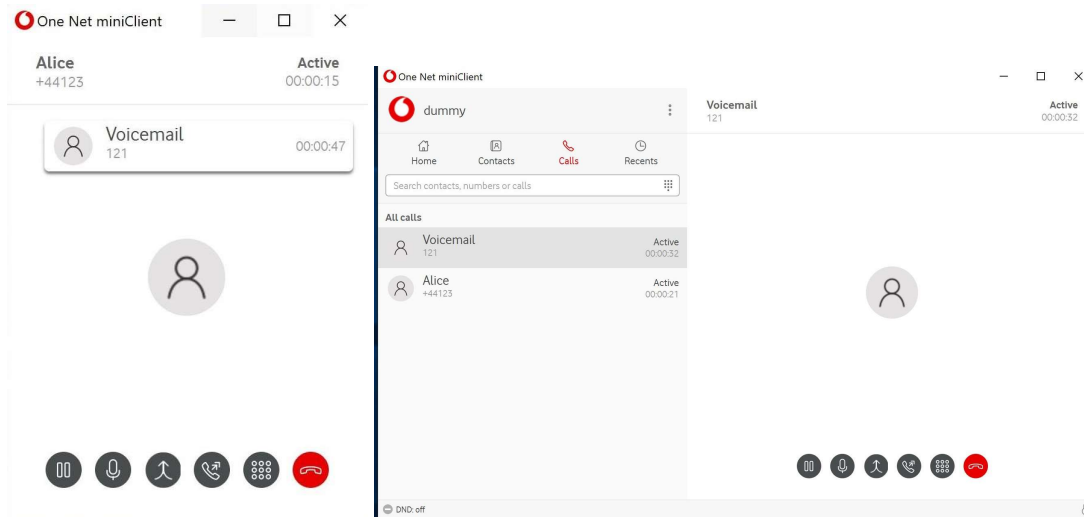 One Net miniClient
Alice Active
+44123 00:00:15
Voicemail
121 00:00:47
One Net miniClient
dummy
Home Contacts Calls Recents
Search contacts, numbers or calls
All calls
Voicemail Active
121 00:00:32
Alice Active
+44123 00:00:21
Voicemail Active
121 00:00:32
DND: off